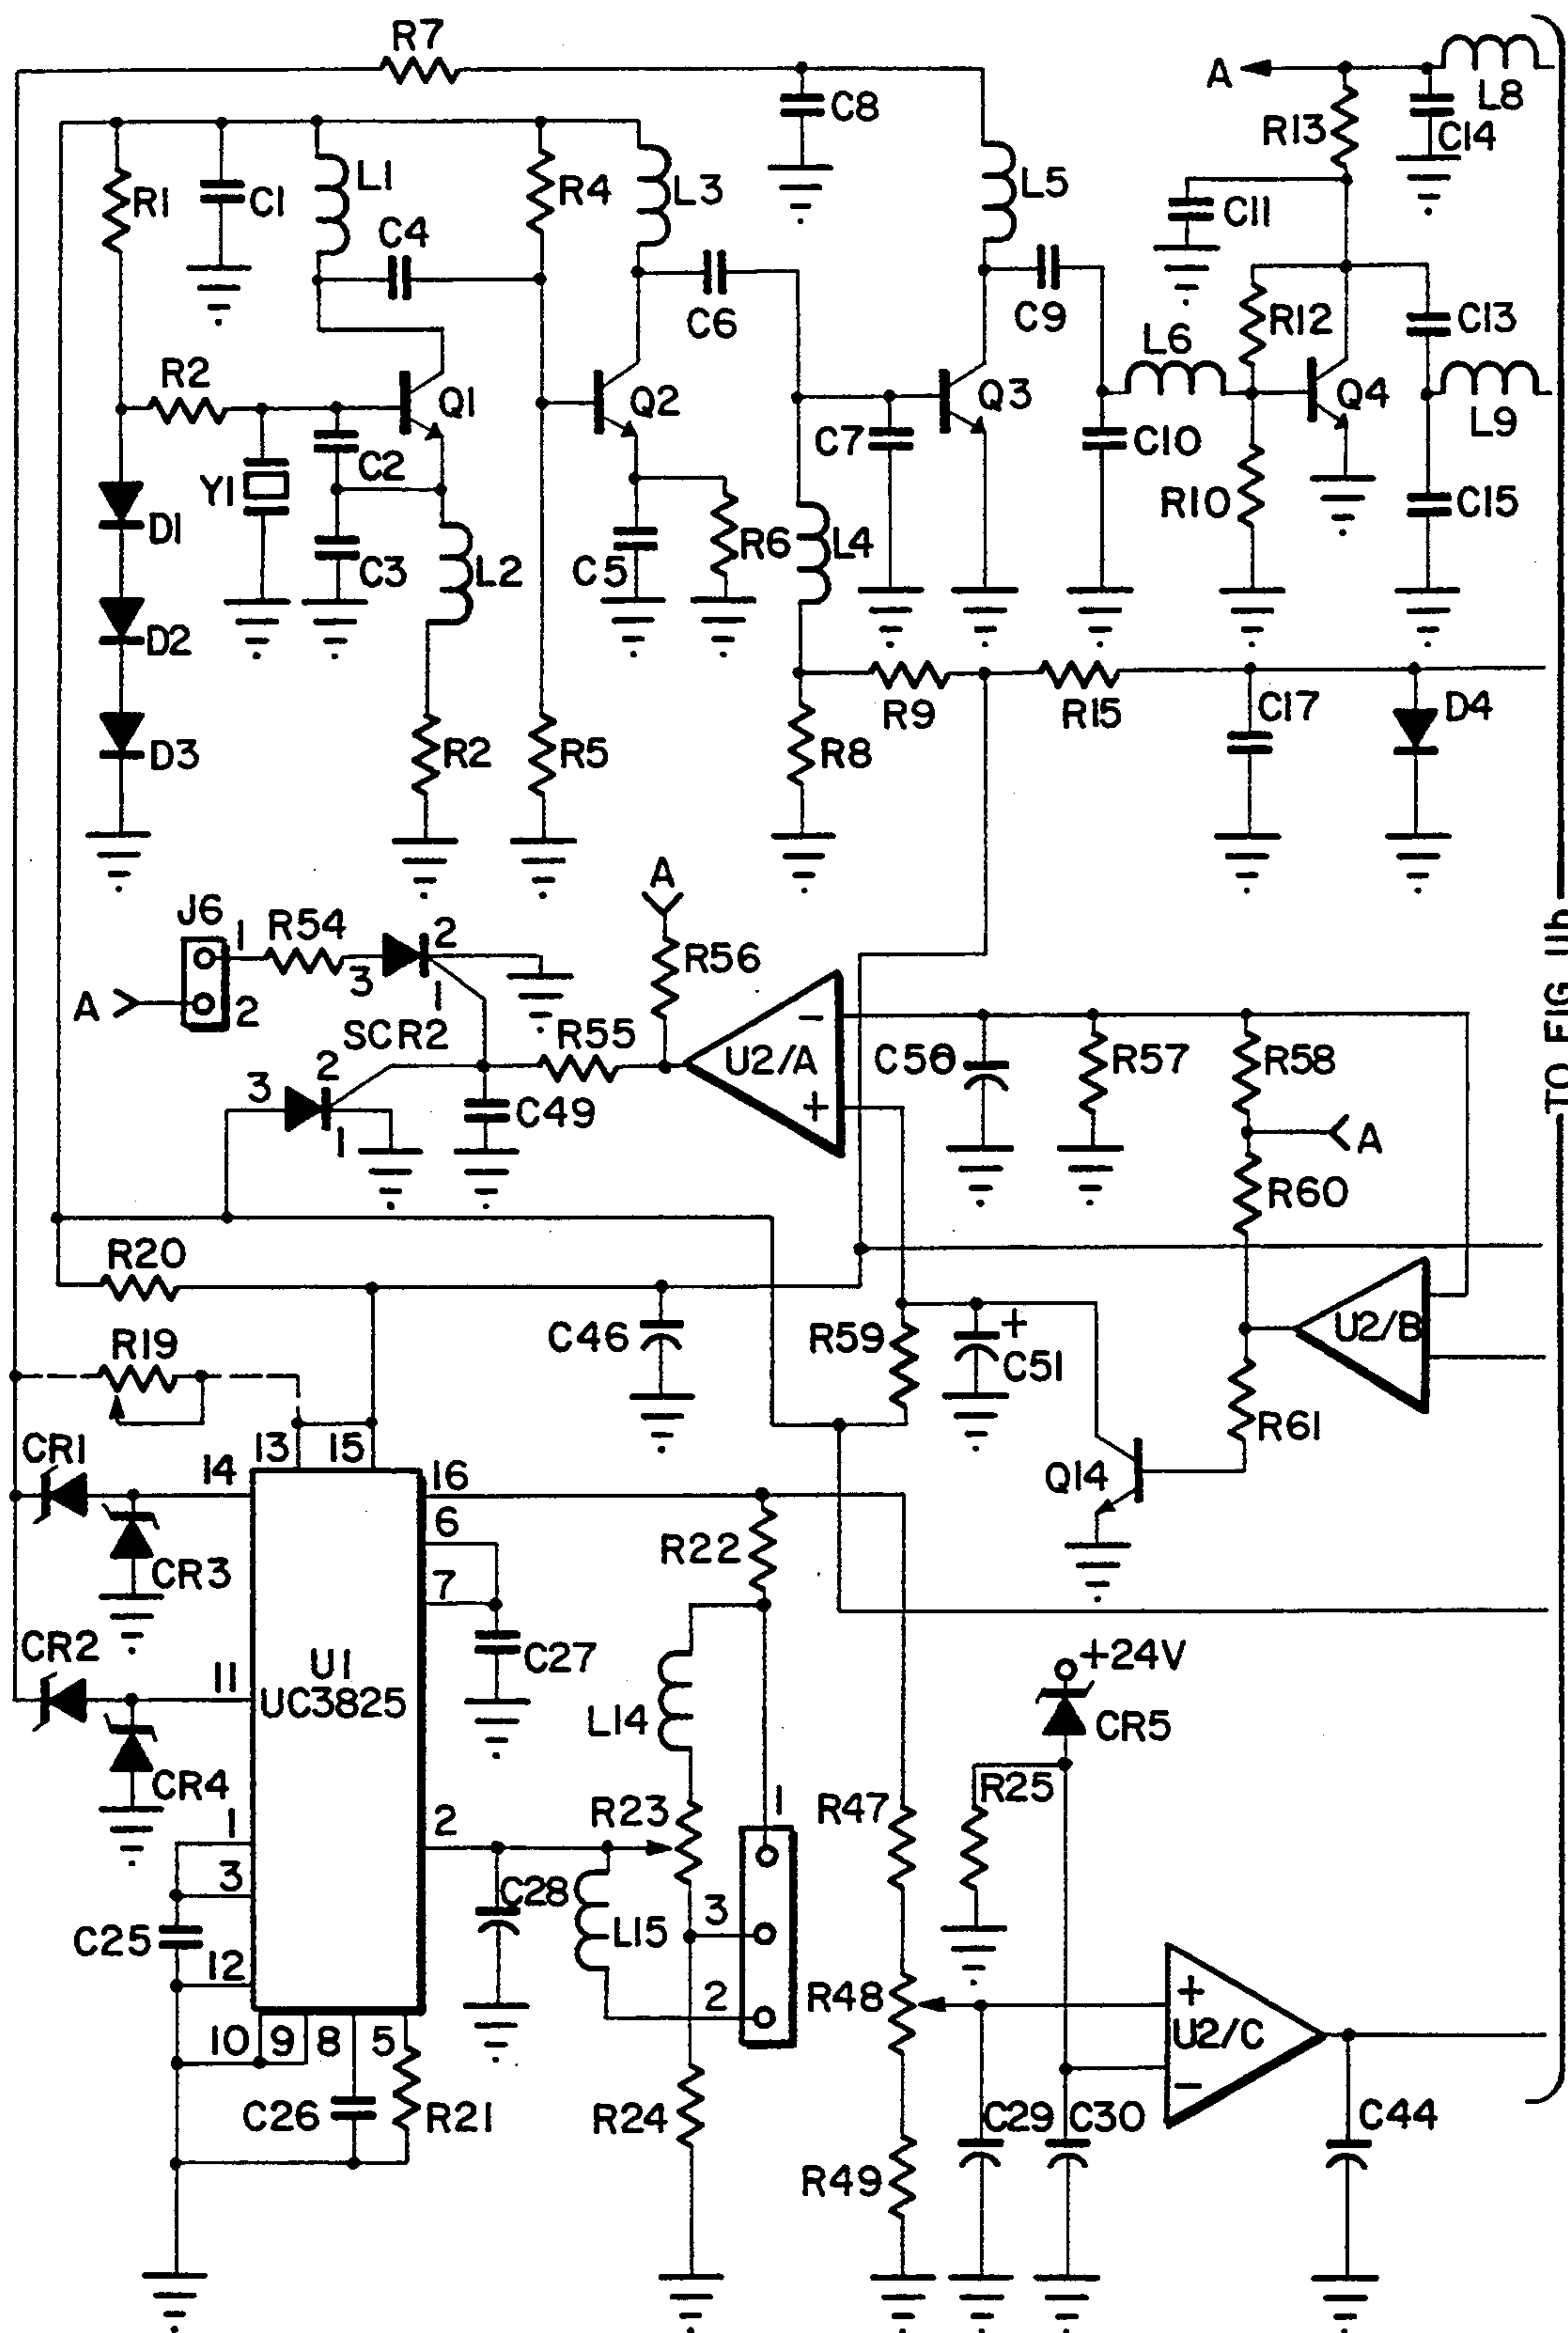 R7
A
L8
C8
R13
C14
R1
C1
L1
R4
L3
L5
C11
C4
C6
C9
R12
C13
L6
R2
Q1
Q2
Q3
Q4
L9
C2
C7
C10
Y1
R10
C15
D1
C3
L2
C5
R6
L4
D2
R9
R15
C17
D4
D3
R2
R5
R8
A
J6
1
R54
2
R56
3
1
A
2
SCR2
R55
U2/A
-
+
C50
R57
R58
TO FIG. 11b
3
2
1
C49
A
R60
R20
R19
C46
R59
+
C51
U2/B
R61
CR1
13
15
14
16
Q14
6
R22
CR3
7
CR2
U1
UC3825
11
C27
+24V
L14
CR5
CR4
R25
1
2
R23
1
R47
3
C28
L15
3
C25
12
2
R48
+
U2/C
-
10
9
8
5
C26
R21
R24
C29
C30
C44
R49